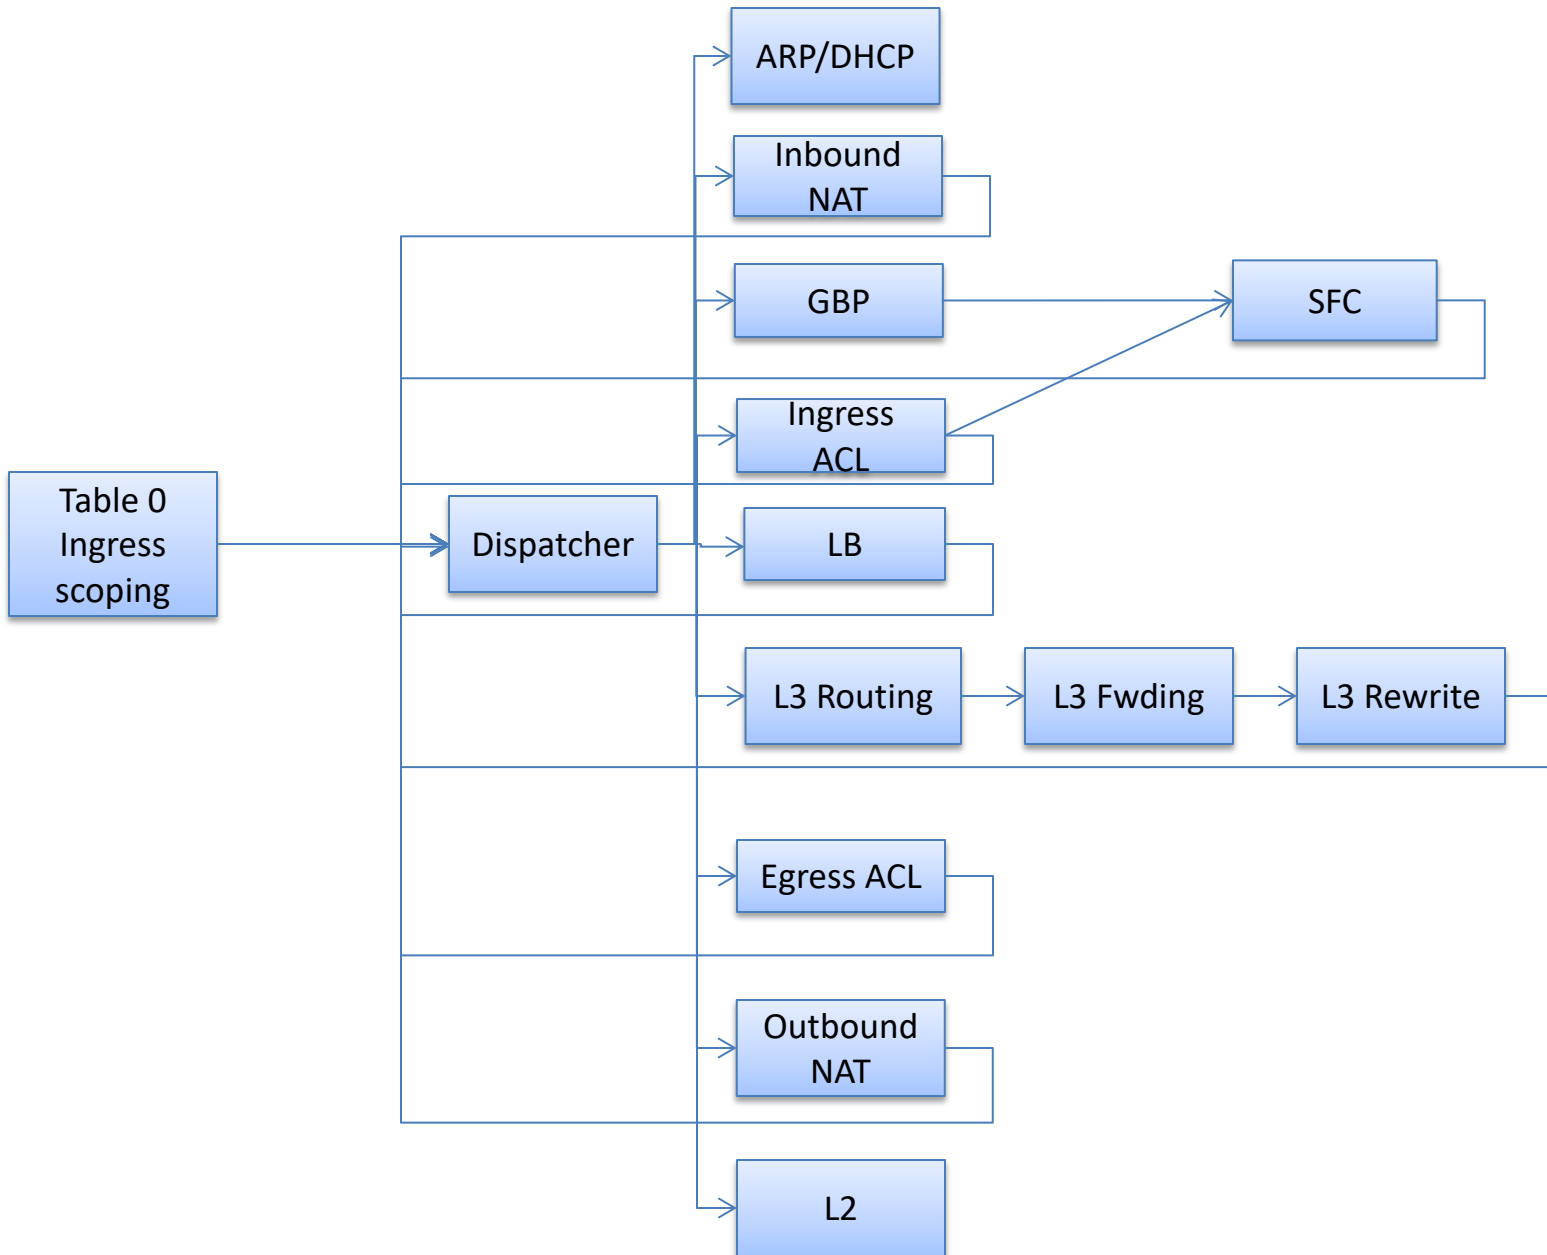 ARP/DHCP
Inbound
NAT
GBP
SFC
Ingress
ACL
Table 0
Ingress
scoping
Dispatcher
LB
L3 Routing
L3 Fwding
L3 Rewrite
Egress ACL
Outbound
NAT
L2